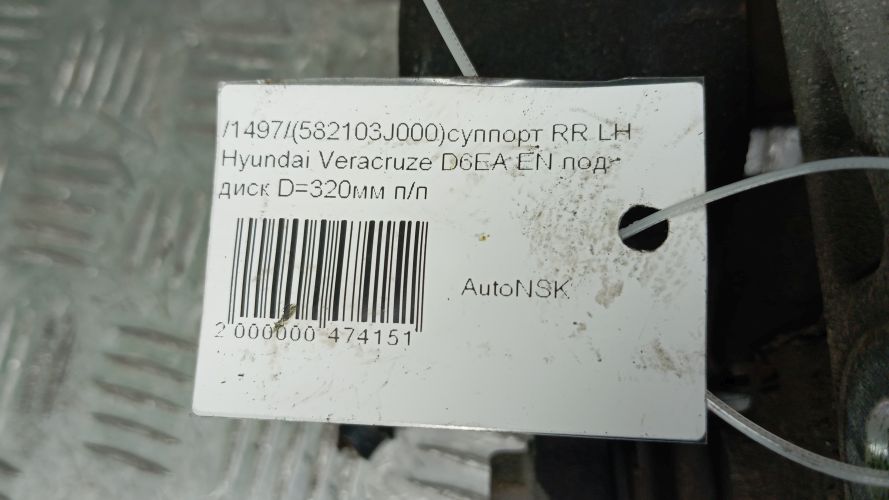 /1497/(582103J000)суппорт RR LH
Hyundai Veracruze D6EA EN под
диск D=320мм п/п
AutoNSK
2 000000 474151